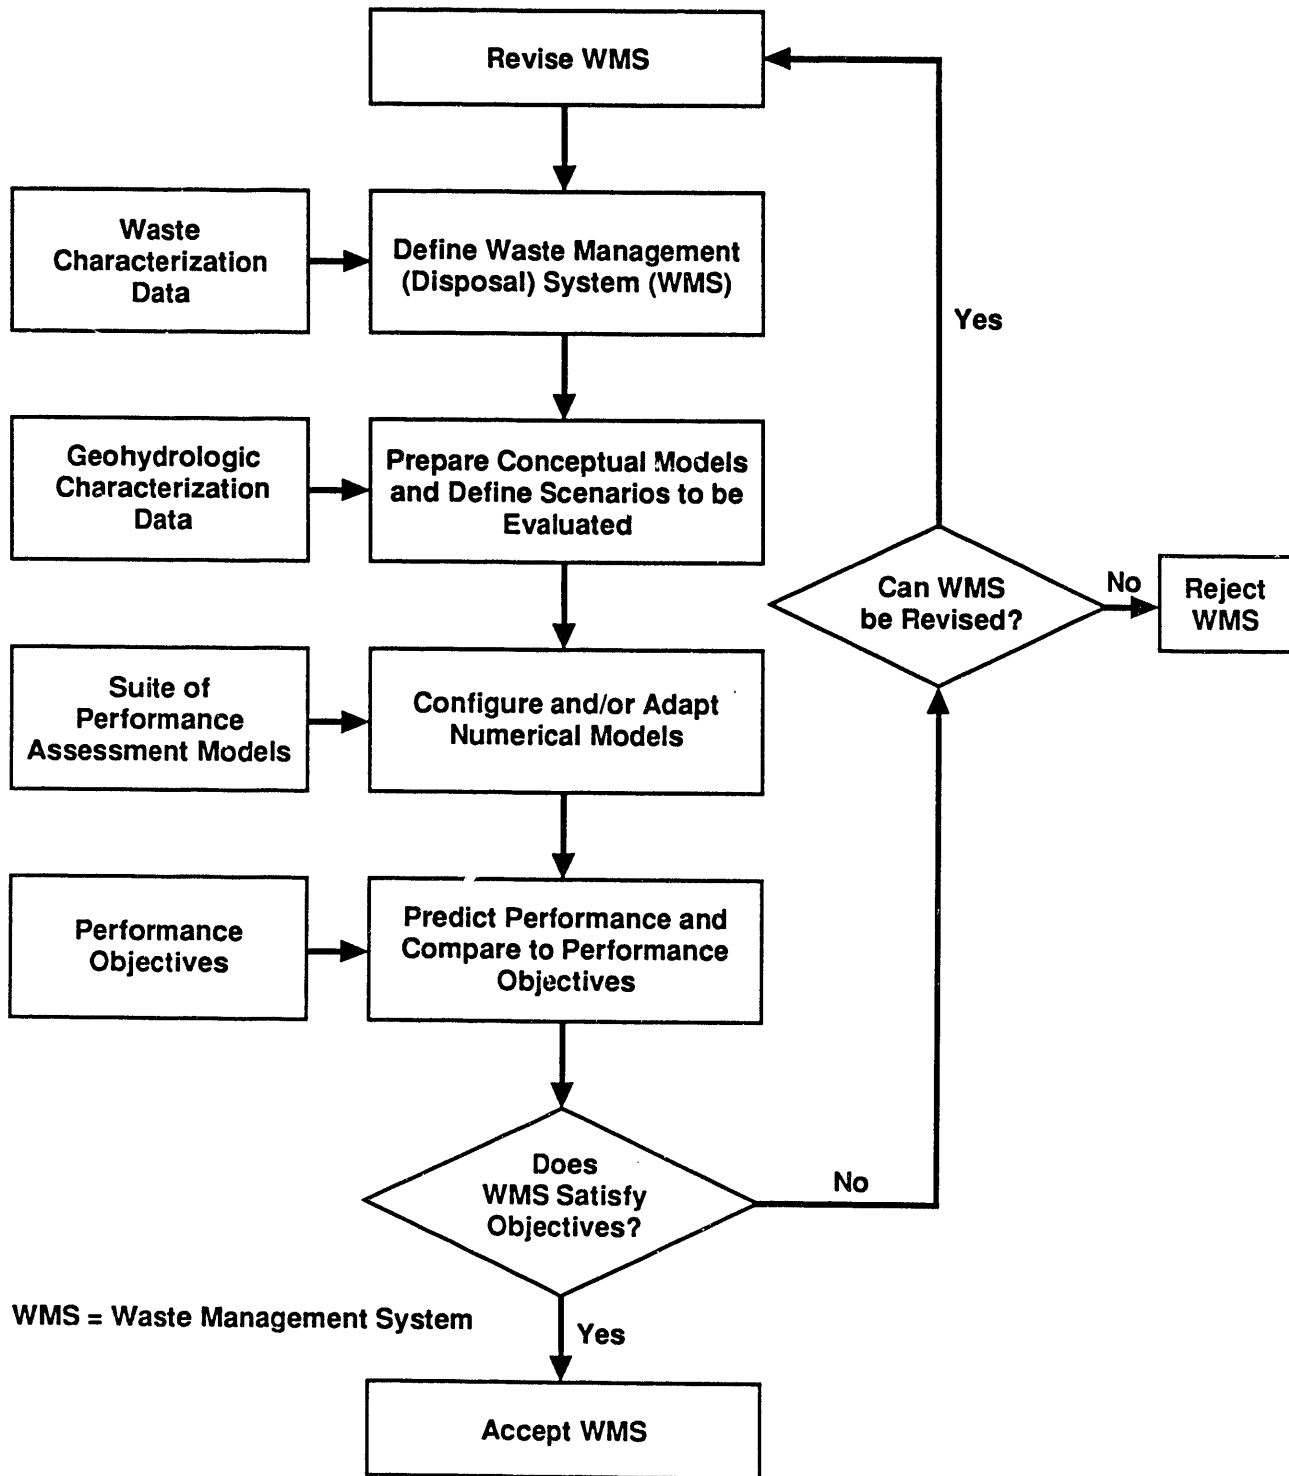 Revise WMS
Waste
Characterization
Data
Define Waste Management
(Disposal) System (WMS)
Yes
Geohydrologic
Characterization
Data
Prepare Conceptual Models
and Define Scenarios to be
Evaluated
Can WMS
be Revised?
No
Reject
WMS
Suite of
Performance
Assessment Models
Configure and/or Adapt
Numerical Models
Performance
Objectives
Predict Performance and
Compare to Performance
Objectives
Does
WMS Satisfy
Objectives?
No
WMS = Waste Management System
Yes
Accept WMS